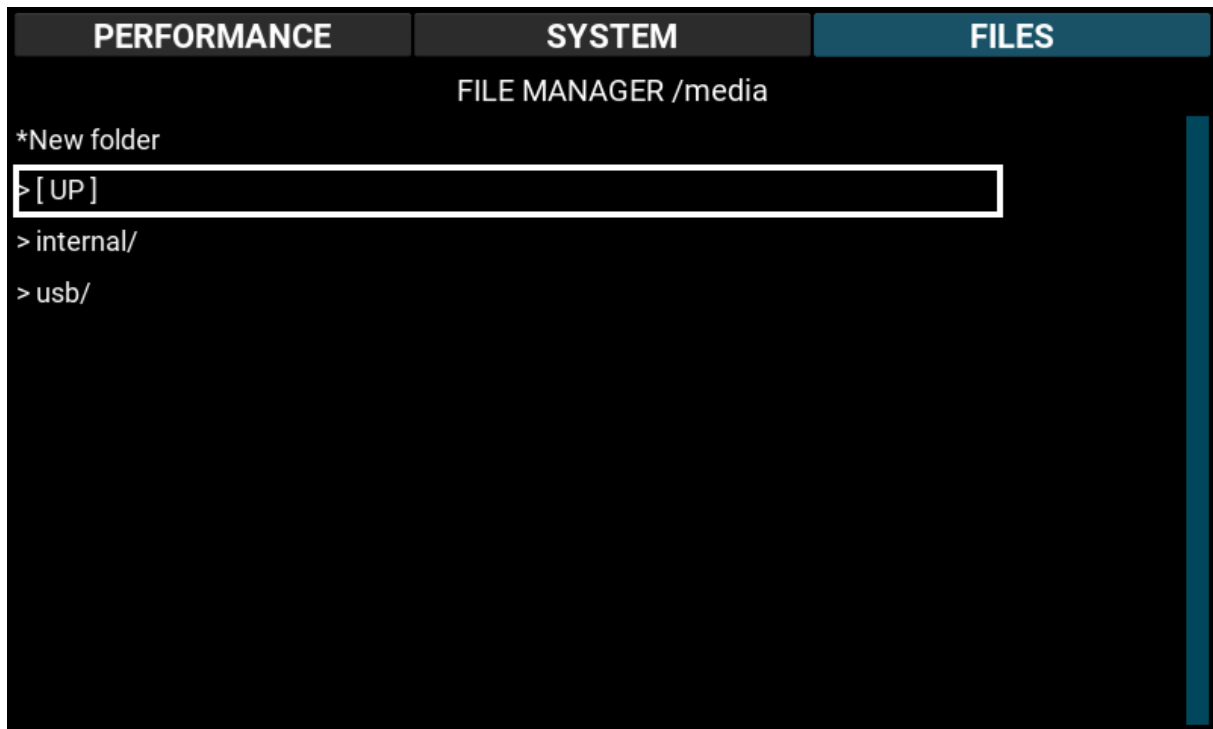 PERFORMANCE SYSTEM FILES
FILE MANAGER /media
*New folder
> [ UP ]
> internal/
> usb/